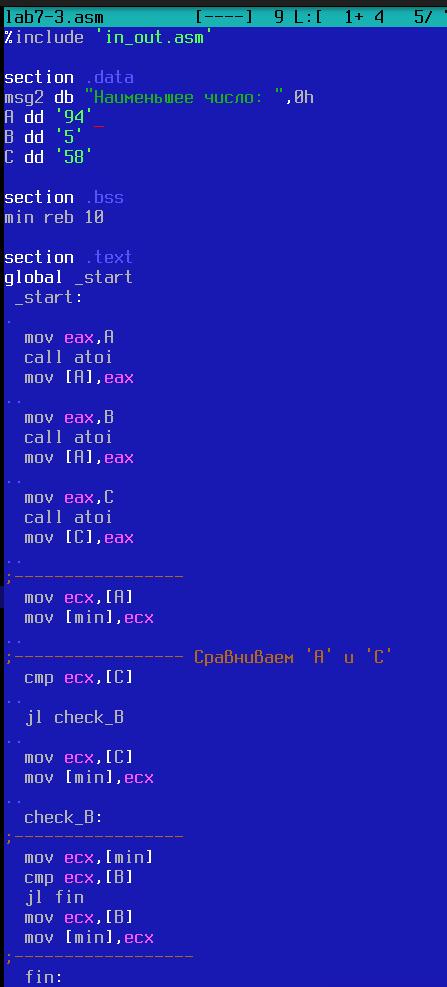 lab7-3.asm [----] 9 L:[ 1+ 4 5/
%include 'in_out.asm'
section .data
msg2 db "Наименьшее число: ",0h
A dd '94'
B dd '5'
C dd '58'
section .bss
min reb 10
section .text
global _start
_start:
.
mov eax,A
call atoi
mov [A],eax
..
mov eax,B
call atoi
mov [A],eax
..
mov eax,C
call atoi
mov [C],eax
..
;-----------------
mov ecx,[A]
mov [min],ecx
..
;----------------- Сравниваем 'A' и 'C'
cmp ecx,[C]
..
jl check_B
..
mov ecx,[C]
mov [min],ecx
..
check_B:
;-----------------
mov ecx,[min]
cmp ecx,[B]
jl fin
mov ecx,[B]
mov [min],ecx
;------------------
fin: